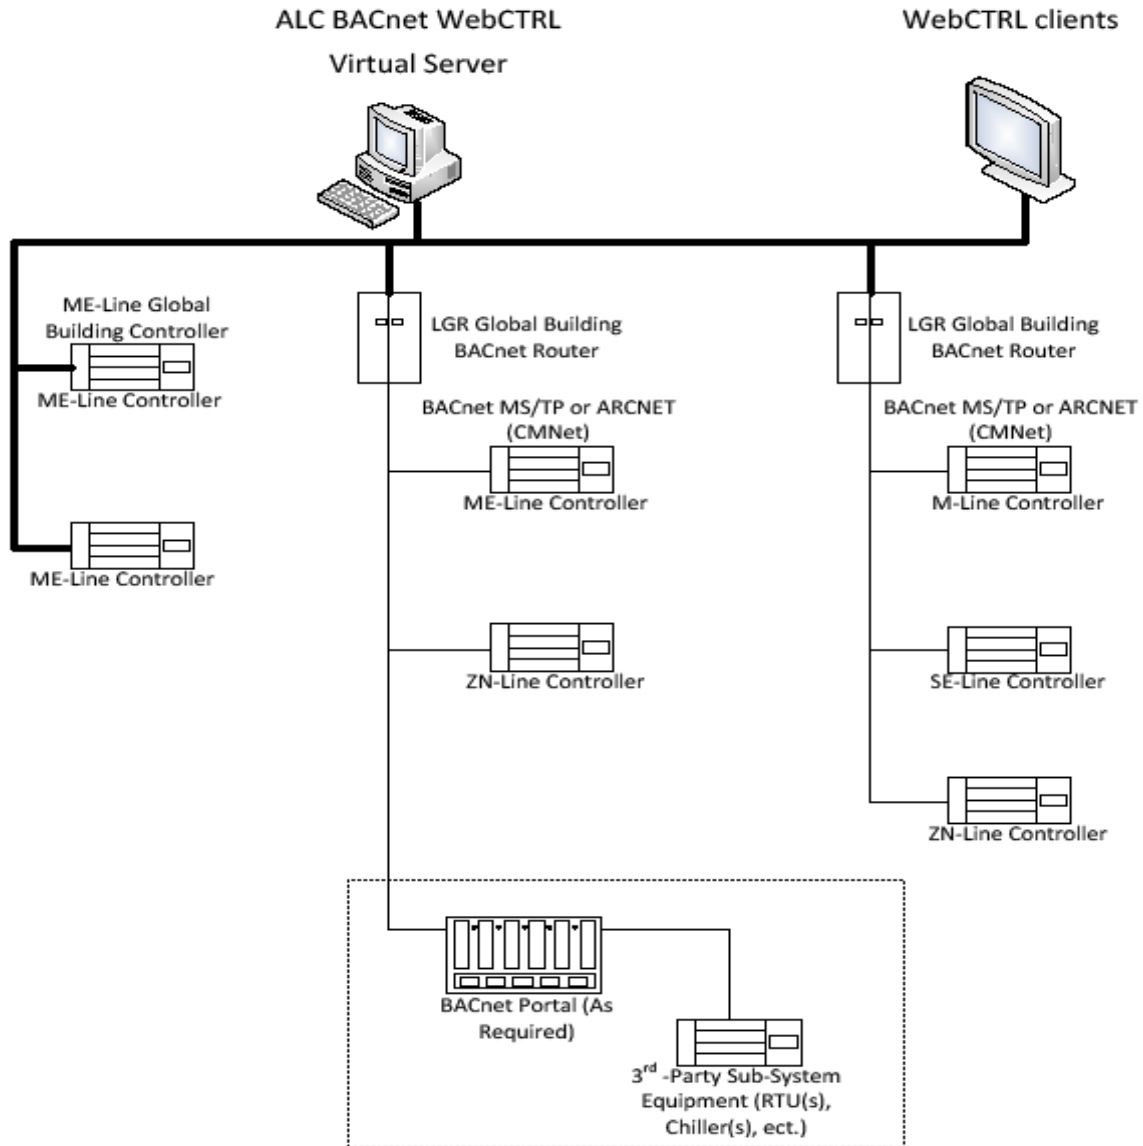 ALC BACnet WebCTRL
Virtual Server
WebCTRL clients
ME-Line Global
Building Controller
ME-Line Controller
ME-Line Controller
LGR Global Building
BACnet Router
BACnet MS/TP or ARCNET
(CMNet)
ME-Line Controller
ZN-Line Controller
LGR Global Building
BACnet Router
BACnet MS/TP or ARCNET
(CMNet)
M-Line Controller
SE-Line Controller
ZN-Line Controller
BACnet Portal (As
Required)
3rd -Party Sub-System
Equipment (RTU(s),
Chiller(s), ect.)